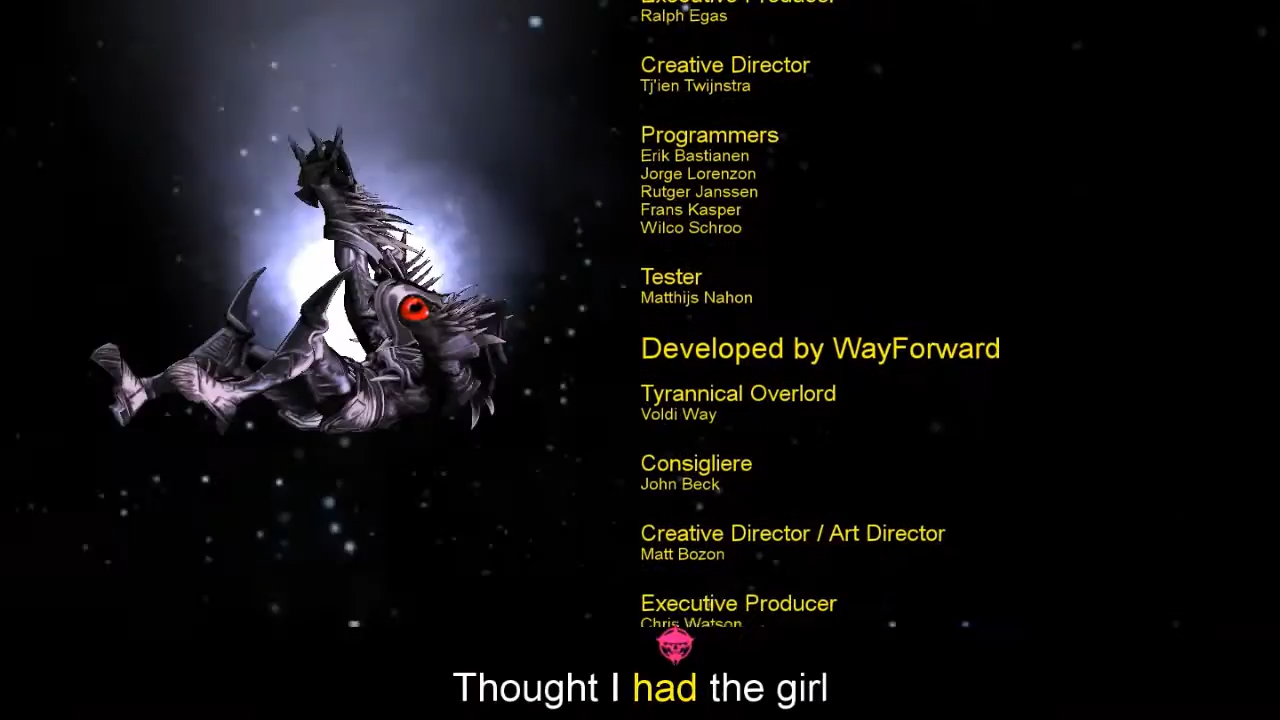 Executive Producer
Ralph Egas
Creative Director
Tj'ien Twijnstra
Programmers
Erik Bastianen
Jorge Lorenzon
Rutger Janssen
Frans Kasper
Wilco Schroo
Tester
Matthijs Nahon
Developed by WayForward
Tyrannical Overlord
Voldi Way
Consigliere
John Beck
Creative Director / Art Director
Matt Bozon
Executive Producer
Chris Watson
Thought I had the girl